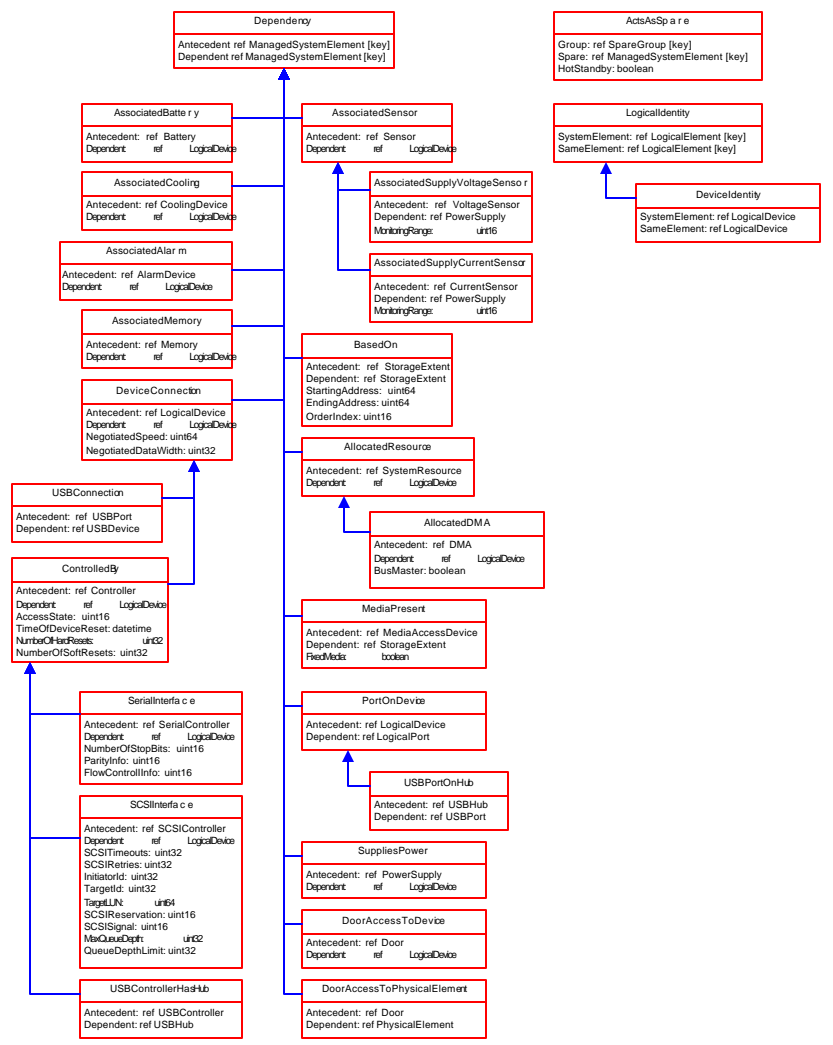 Dependency
Antecedent ref ManagedSystemElement [key]
Dependent ref ManagedSystemElement [key]
ActsAsSpare
Group: ref SpareGroup [key]
Spare: ref ManagedSystemElement [key]
HotStandby: boolean
AssociatedBattery
Antecedent: ref Battery
Dependent: ref LogicalDevice
AssociatedSensor
Antecedent: ref Sensor
Dependent: ref LogicalDevice
LogicalIdentity
SystemElement: ref LogicalElement [key]
SameElement: ref LogicalElement [key]
AssociatedCooling
Antecedent: ref CoolingDevice
Dependent: ref LogicalDevice
AssociatedSupplyVoltageSensor
Antecedent: ref VoltageSensor
Dependent: ref PowerSupply
MonitoringRange: uint16
DeviceIdentity
SystemElement: ref LogicalDevice
SameElement: ref LogicalDevice
AssociatedAlarm
Antecedent: ref AlarmDevice
Dependent: ref LogicalDevice
AssociatedSupplyCurrentSensor
Antecedent: ref CurrentSensor
Dependent: ref PowerSupply
MonitoringRange: uint16
AssociatedMemory
Antecedent: ref Memory
Dependent: ref LogicalDevice
BasedOn
Antecedent: ref StorageExtent
Dependent: ref StorageExtent
StartingAddress: uint64
EndingAddress: uint64
OrderIndex: uint16
DeviceConnection
Antecedent: ref LogicalDevice
Dependent: ref LogicalDevice
NegotiatedSpeed: uint64
NegotiatedDataWidth: uint32
AllocatedResource
Antecedent: ref SystemResource
Dependent: ref LogicalDevice
USBConnection
Antecedent: ref USBPort
Dependent: ref USBDevice
AllocatedDMA
Antecedent: ref DMA
Dependent: ref LogicalDevice
BusMaster: boolean
ControlledBy
Antecedent: ref Controller
Dependent: ref LogicalDevice
AccessState: uint16
TimeOfDeviceReset: datetime
NumberOfHardResets: uint32
NumberOfSoftResets: uint32
MediaPresent
Antecedent: ref MediaAccessDevice
Dependent: ref StorageExtent
FixedMedia: boolean
SerialInterface
Antecedent: ref SerialController
Dependent: ref LogicalDevice
NumberOfStopBits: uint16
ParityInfo: uint16
FlowControlIInfo: uint16
PortOnDevice
Antecedent: ref LogicalDevice
Dependent: ref LogicalPort
USBPortOnHub
Antecedent: ref USBHub
Dependent: ref USBPort
SCSIInterface
Antecedent: ref SCSIController
Dependent: ref LogicalDevice
SCSITimeouts: uint32
SCSIRetries: uint32
InitiatorId: uint32
TargetId: uint32
TargetLUN: uint64
SCSIReservation: uint16
SCSISignal: uint16
MaxQueueDepth: uint32
QueueDepthLimit: uint32
SuppliesPower
Antecedent: ref PowerSupply
Dependent: ref LogicalDevice
DoorAccessToDevice
Antecedent: ref Door
Dependent: ref LogicalDevice
USBControllerHasHub
Antecedent: ref USBController
Dependent: ref USBHub
DoorAccessToPhysicalElement
Antecedent: ref Door
Dependent: ref PhysicalElement